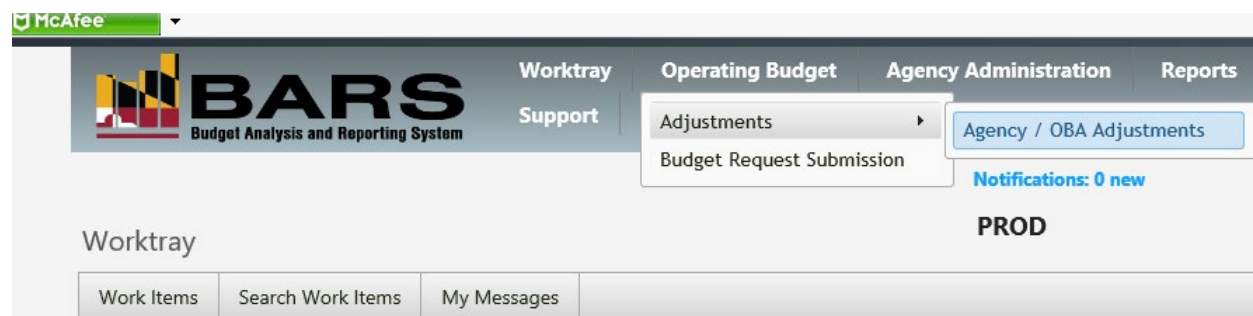 McAfee
BARS
Budget Analysis and Reporting System
Worktray Operating Budget Agency Administration Reports
Support
Adjustments
Agency / OBA Adjustments
Budget Request Submission
Notifications: 0 new
PROD
Worktray
Work Items Search Work Items My Messages